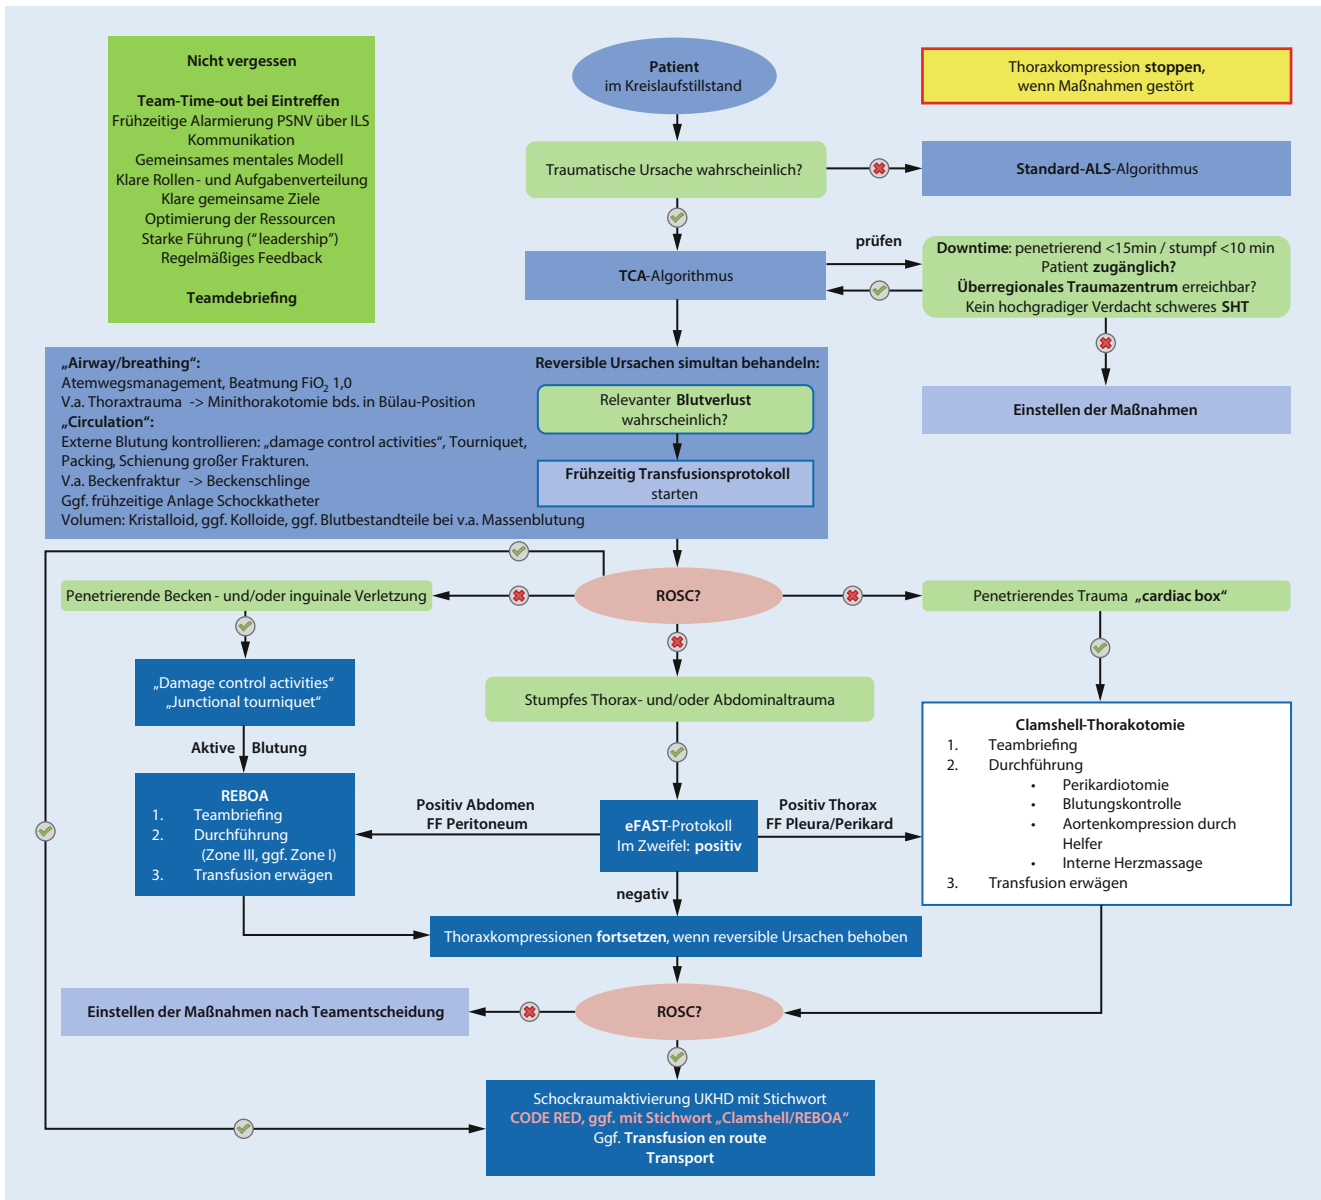 Nicht vergessen
Team-Time-out bei Eintreffen
Frühzeitige Alarmierung PSNV über ILS
Kommunikation
Gemeinsames mentales Modell
Klare Rollen- und Aufgabenverteilung
Klare gemeinsame Ziele
Optimierung der Ressourcen
Starke Führung ("leadership")
Regelmäßiges Feedback
Teamdebriefing
Patient
im Kreislaufstillstand
Thoraxkompression stoppen,
wenn Maßnahmen gestört
Traumatische Ursache wahrscheinlich?
Standard-ALS-Algorithmus
TCA-Algorithmus
prüfen
Downtime: penetrierend <15min / stumpf <10 min
Patient zugänglich?
Überregionales Traumazentrum erreichbar?
Kein hochgradiger Verdacht schweres SHT
Einstellen der Maßnahmen
„Airway/breathing“:
Atemwegsmanagement, Beatmung FiO2 1,0
V.a. Thoraxtrauma -> Minithorakotomie bds. in Bülau-Position
„Circulation“:
Externe Blutung kontrollieren: „damage control activities“, Tourniquet,
Packing, Schienung großer Frakturen.
V.a. Beckenfraktur -> Beckenschlinge
Ggf. frühzeitige Anlage Schockkatheter
Volumen: Kristalloid, ggf. Kolloide, ggf. Blutbestandteile bei v.a. Massenblutung
Reversible Ursachen simultan behandeln:
Relevanter Blutverlust
wahrscheinlich?
Frühzeitig Transfusionsprotokoll
starten
ROSC?
Penetrierende Becken- und/oder inguinale Verletzung
Penetrierendes Trauma „cardiac box“
„Damage control activities“
„Junctional tourniquet“
Stumpfes Thorax- und/oder Abdominaltrauma
Aktive Blutung
REBOA
1. Teambriefing
2. Durchführung
(Zone III, ggf. Zone I)
3. Transfusion erwägen
Positiv Abdomen
FF Peritoneum
eFAST-Protokoll
Im Zweifel: positiv
Positiv Thorax
FF Pleura/Perikard
Clamshell-Thorakotomie
1. Teambriefing
2. Durchführung
• Perikardiotomie
• Blutungskontrolle
• Aortenkompression durch
Helfer
• Interne Herzmassage
3. Transfusion erwägen
negativ
Thoraxkompressionen fortsetzen, wenn reversible Ursachen behoben
Einstellen der Maßnahmen nach Teamentscheidung
ROSC?
Schockraumaktivierung UKHD mit Stichwort
CODE RED, ggf. mit Stichwort „Clamshell/REBOA“
Ggf. Transfusion en route
Transport